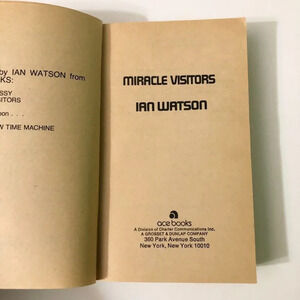 by IAN WATSON from
KS:
SSY
SITORS
oon . . .
W TIME MACHINE
MIRACLE VISITORS
IAN WATSON
ace books
A Division of Charter Communications Inc.
A GROSSET & DUNLAP COMPANY
360 Park Avenue South
New York, New York 10010